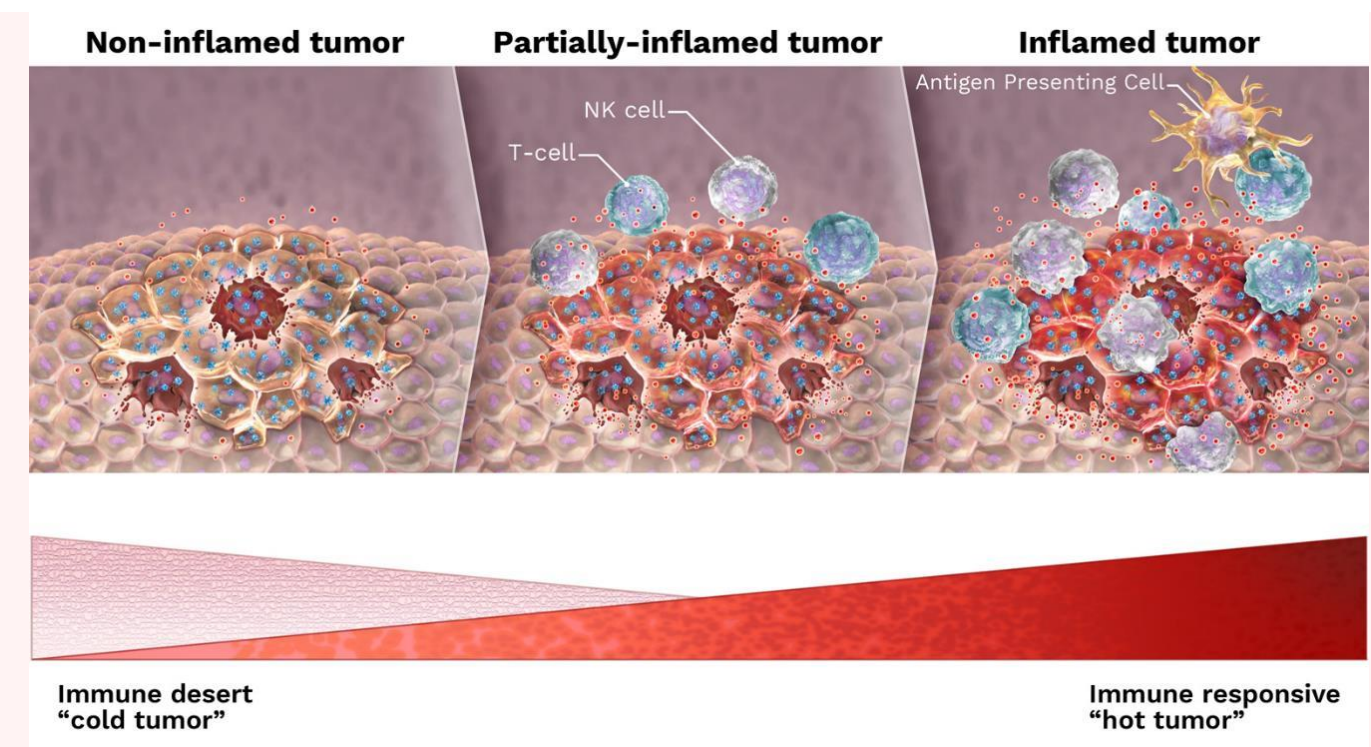 Non-inflamed tumor
Partially-inflamed tumor
Inflamed tumor
Antigen Presenting Cell
NK cell
T-cell
Immune desert
“cold tumor”
Immune responsive
“hot tumor”